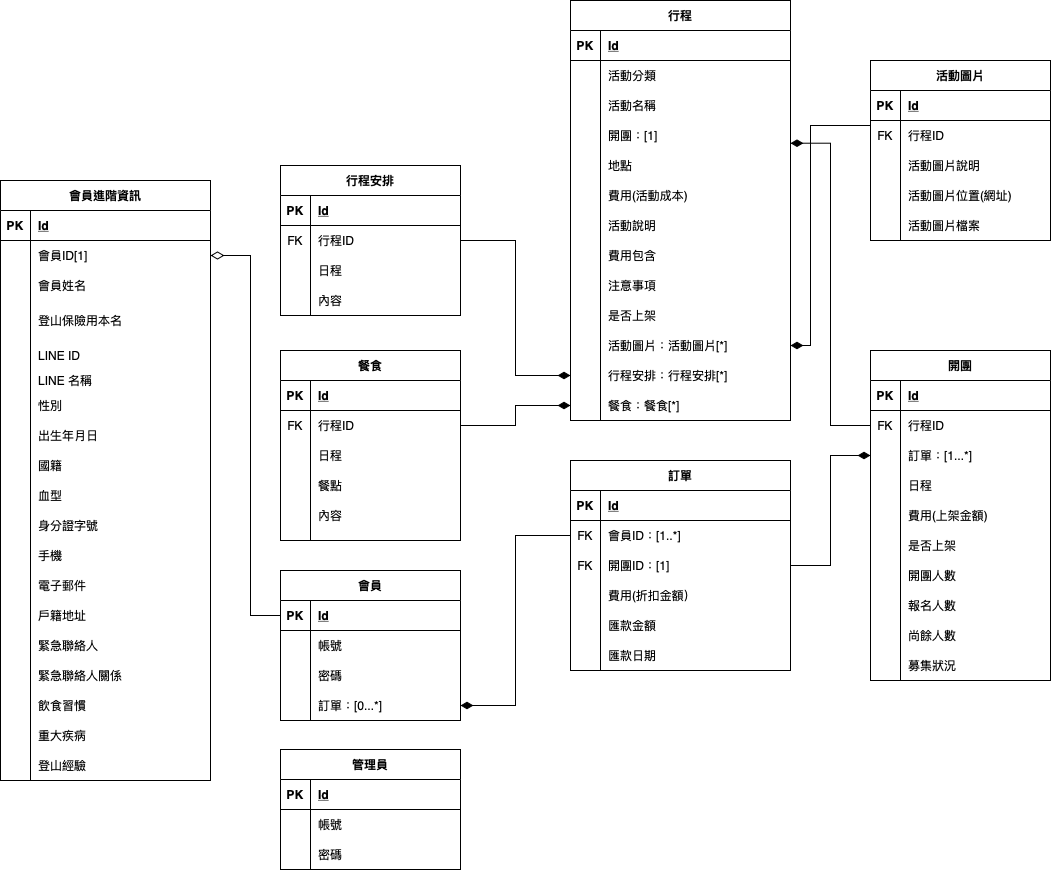 會員進階資訊
PK Id
會員ID[1]
會員姓名
登山保險用本名
LINE ID
LINE 名稱
性別
出生年月日
國籍
血型
身分證字號
手機
電子郵件
戶籍地址
緊急聯絡人
緊急聯絡人關係
飲食習慣
重大疾病
登山經驗
行程安排
PK Id
FK 行程ID
日程
內容
餐食
PK Id
FK 行程ID
日程
餐點
內容
會員
PK Id
帳號
密碼
訂單：[0...*]
管理員
PK Id
帳號
密碼
行程
PK Id
活動分類
活動名稱
開團：[1]
地點
費用(活動成本)
活動說明
費用包含
注意事項
是否上架
活動圖片：活動圖片[*]
行程安排：行程安排[*]
餐食：餐食[*]
訂單
PK Id
FK 會員ID：[1..*]
FK 開團ID：[1]
費用(折扣金額)
匯款金額
匯款日期
活動圖片
PK Id
FK 行程ID
活動圖片說明
活動圖片位置(網址)
活動圖片檔案
開團
PK Id
FK 行程ID
訂單：[1...*]
日程
費用(上架金額)
是否上架
開團人數
報名人數
尚餘人數
募集狀況